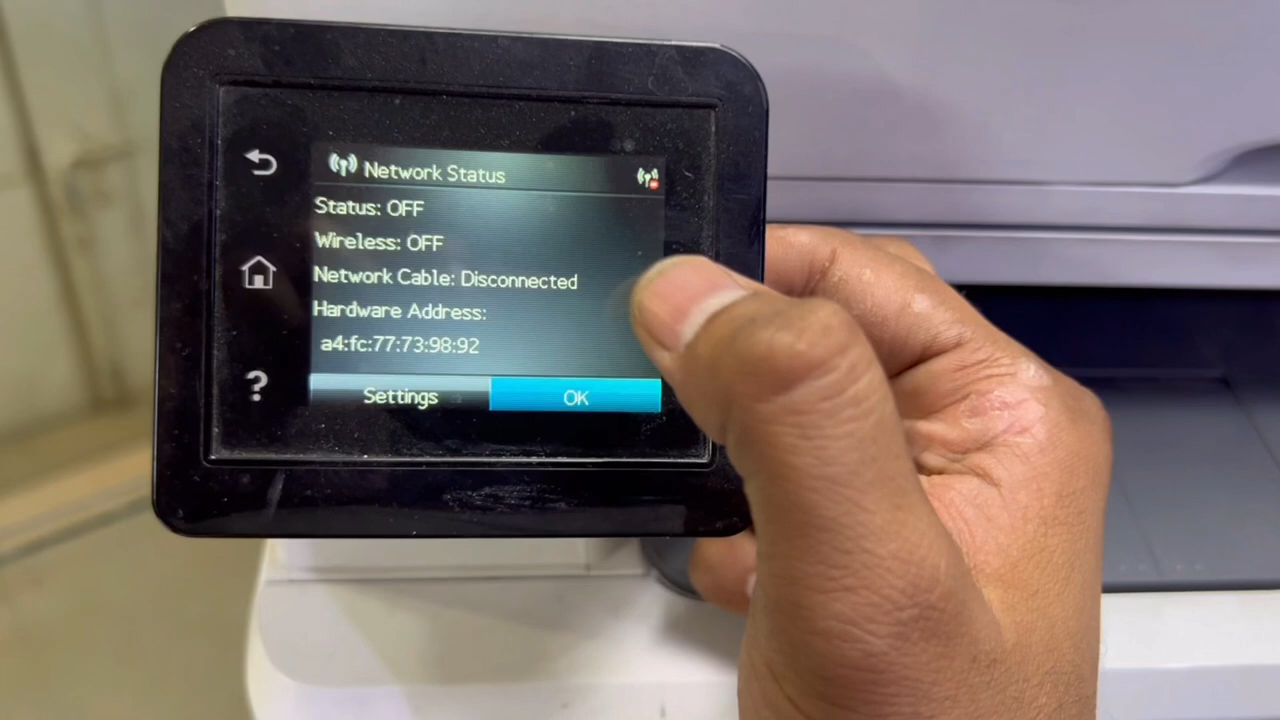 Network Status
Status: OFF
Wireless: OFF
Network Cable: Disconnected
Hardware Address:
a4:fc:77:73:98:92
Settings
OK
?